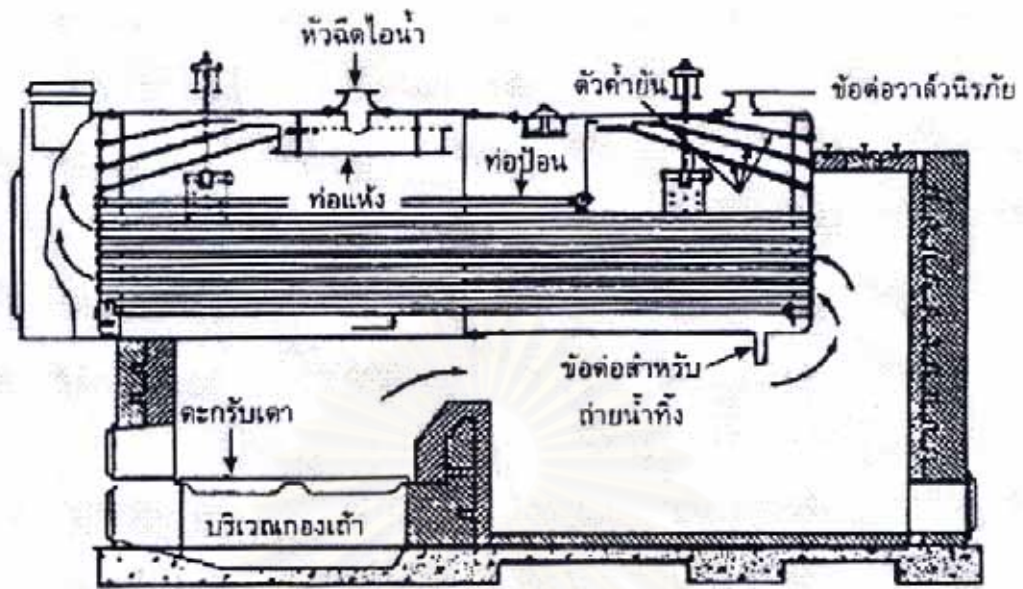 หัวฉีดไอน้ำ
ตัวค้ำยัน
ข้อต่อวาล์วนิรภัย
ท่อป้อน
ท่อแห้ง
ข้อต่อสำหรับ
ถ่ายน้ำทิ้ง
ตะกรับเตา
บริเวณกองเถ้า